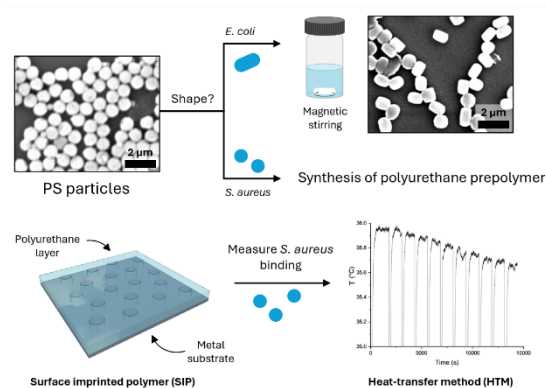 E. coli
Shape?
Magnetic
stirring
2 µm
2 µm
PS particles
S. aureus
Synthesis of polyurethane prepolymer
Polyurethane
layer
Measure S. aureus
binding
Metal
substrate
Surface imprinted polymer (SIP)
T (°C)
36.0
35.8
35.6
35.4
35.2
35.0
0
5000
10000
15000
Time (s)
Heat-transfer method (HTM)